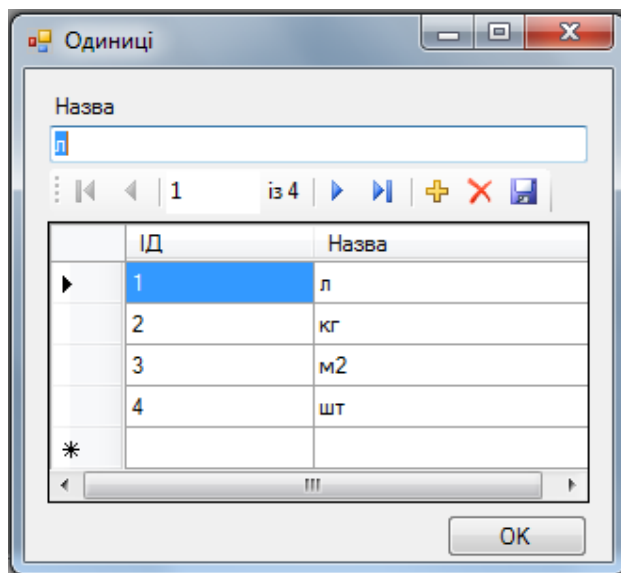 Одиниці
Назва
л
1 із 4
ІД Назва
1 л
2 кг
3 м2
4 шт
OK